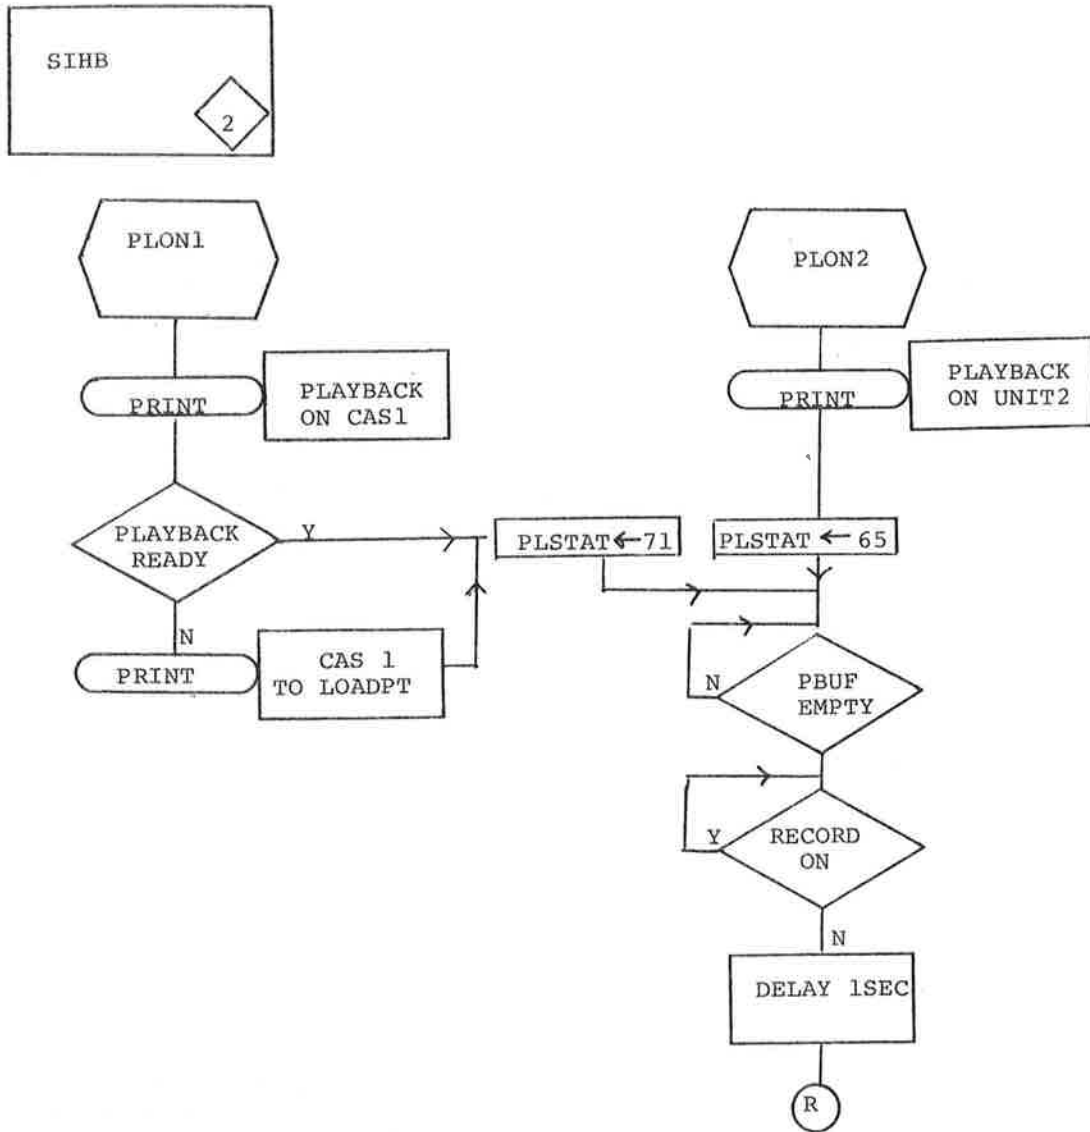 SIHB
2
PLON1
PRINT
PLAYBACK
ON CAS1
PLAYBACK
READY
Y
N
PRINT
CAS 1
TO LOADPT
PLSTAT ← 71
PLON2
PRINT
PLAYBACK
ON UNIT2
PLSTAT ← 65
N
PBUF
EMPTY
Y
RECORD
ON
N
DELAY 1SEC
R